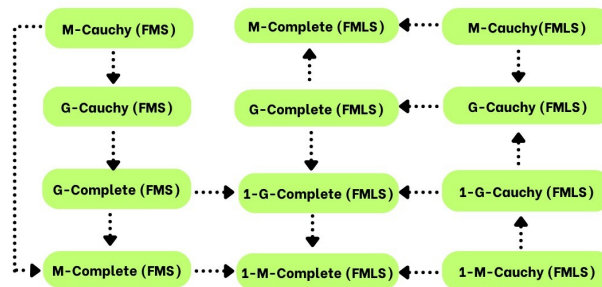 M-Cauchy (FMS)
M-Complete (FMLS)
M-Cauchy(FMLS)
G-Cauchy (FMS)
G-Complete (FMLS)
G-Cauchy (FMLS)
G-Complete (FMS)
1-G-Complete (FMLS)
1-G-Cauchy (FMLS)
M-Complete (FMS)
1-M-Complete (FMLS)
1-M-Cauchy (FMLS)